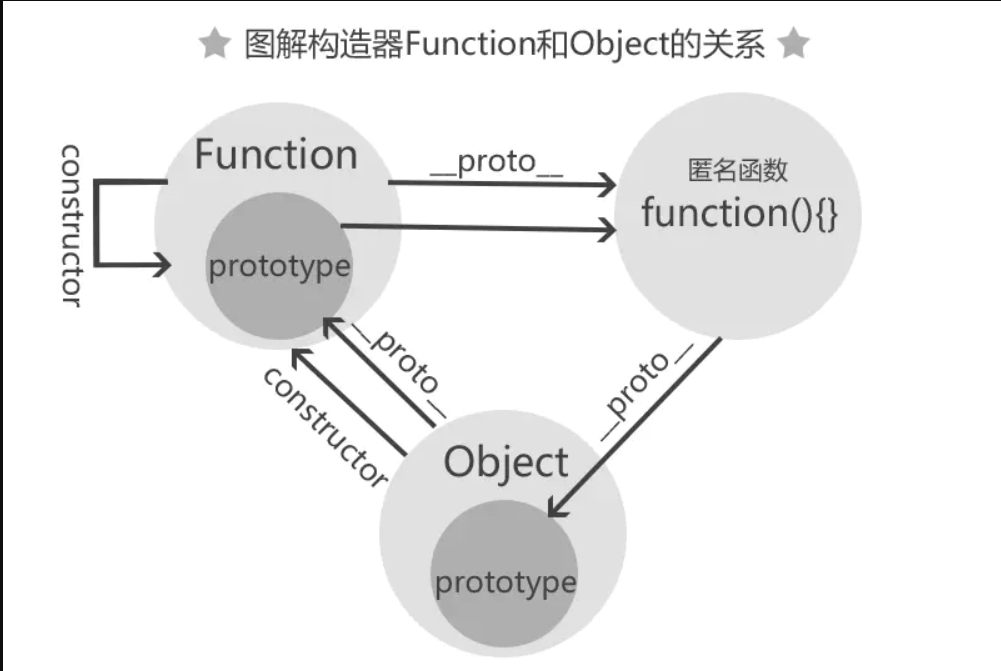 图解构造器Function和Object的关系
constructor
Function
__proto__
匿名函数
function(){}
prototype
__proto__
__proto__
constructor
Object
prototype